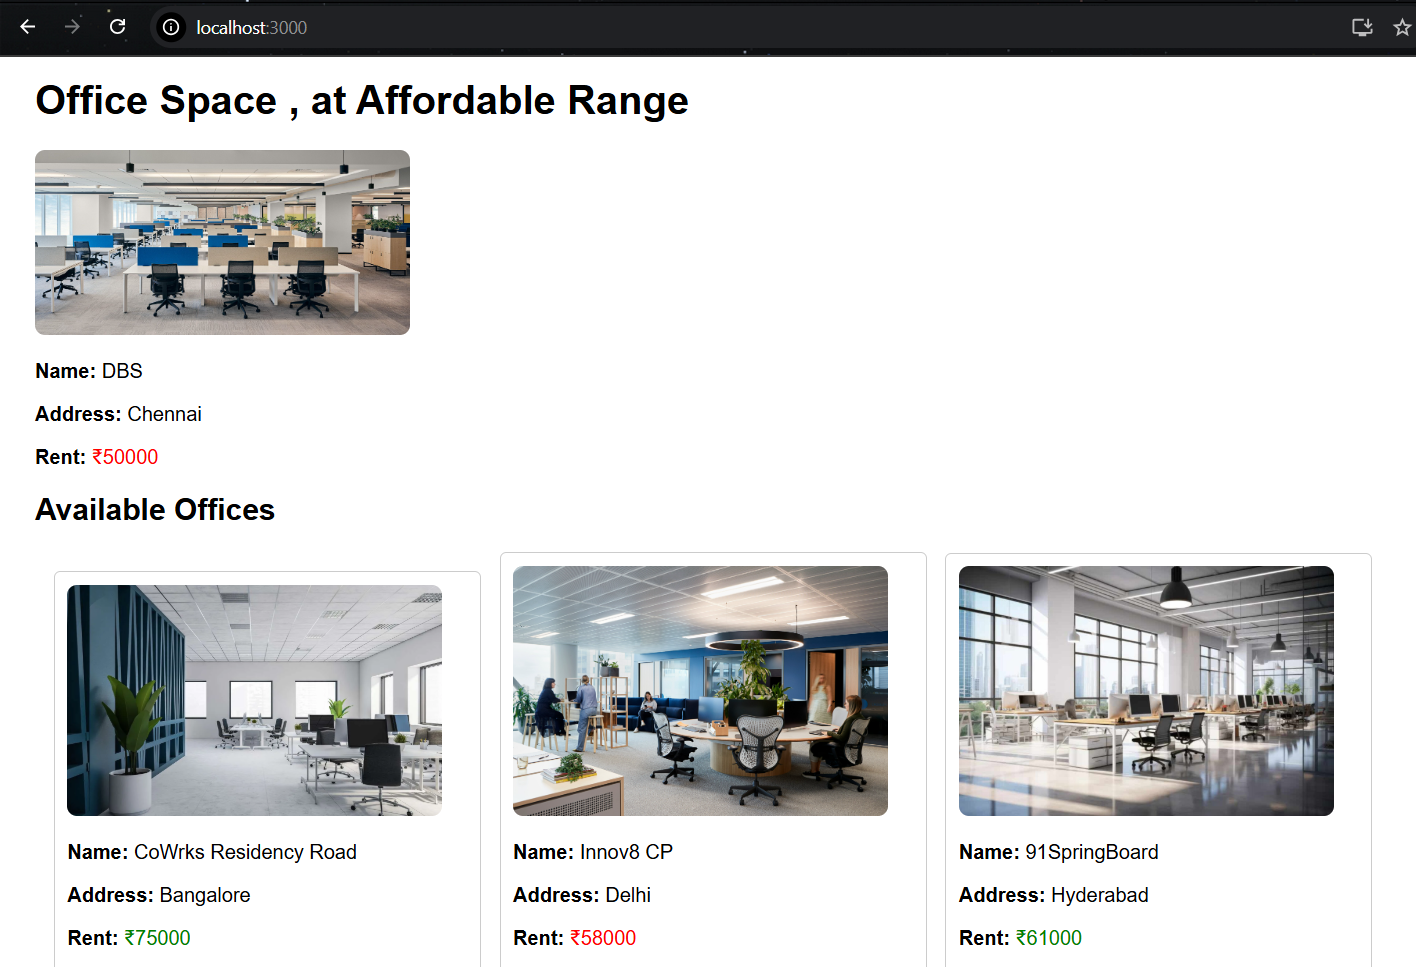 localhost:3000
Office Space , at Affordable Range
Name: DBS
Address: Chennai
Rent: ₹50000
Available Offices
Name: CoWrks Residency Road
Address: Bangalore
Rent: ₹75000
Name: Innov8 CP
Address: Delhi
Rent: ₹58000
Name: 91SpringBoard
Address: Hyderabad
Rent: ₹61000